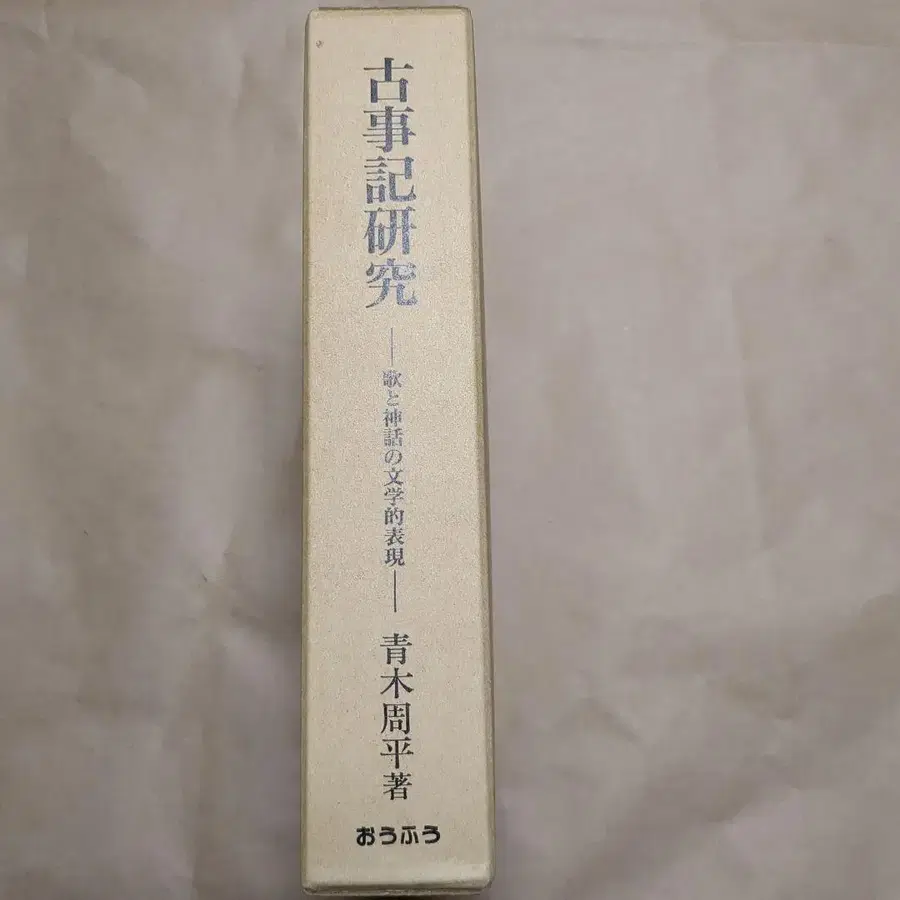 古事記研究
―歌と神話の文学的表現―
青木周平著
おうふう